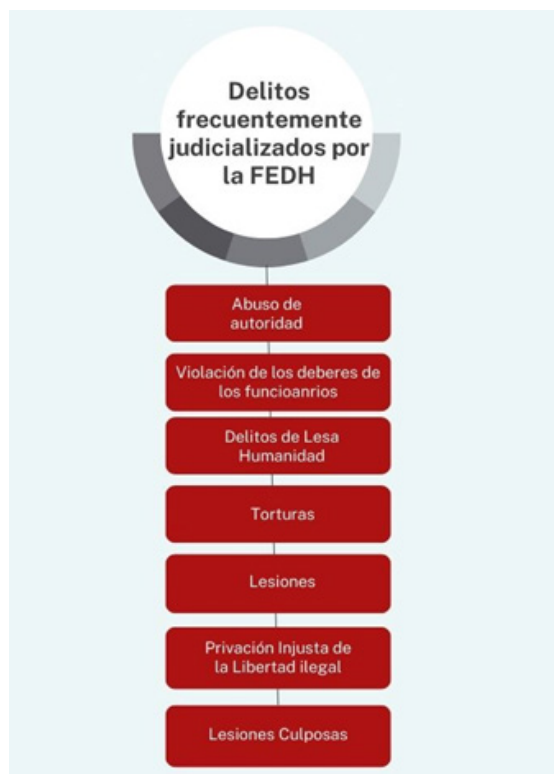 Delitos
frecuentemente
judicializados por
la FEDH
Abuso de
autoridad
Violación de los deberes de
los funcioanrios
Delitos de Lesa
Humanidad
Torturas
Lesiones
Privación Injusta de
la Libertad ilegal
Lesiones Culposas